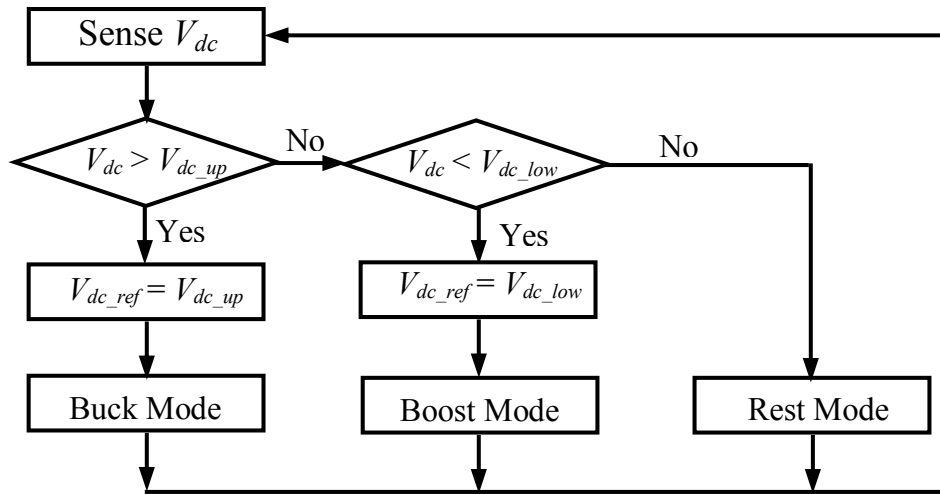 Sense V_dc
No
No
V_dc > V_dc_up
V_dc < V_dc_low
Yes
Yes
V_dc_ref = V_dc_up
V_dc_ref = V_dc_low
Buck Mode
Boost Mode
Rest Mode